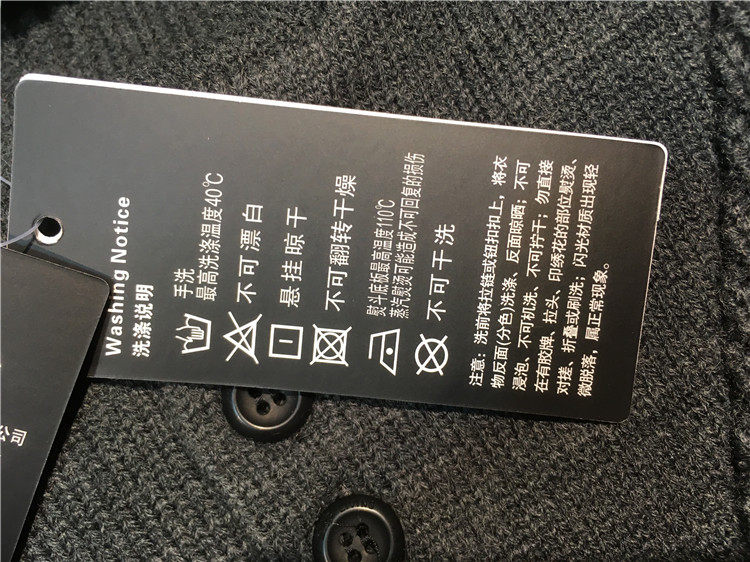 Washing Notice
洗涤说明
手洗
最高洗涤温度40℃
不可漂白
悬挂晾干
不可翻转干燥
熨斗底板最高温度110℃
蒸汽熨烫可能造成不可回复的损伤
不可干洗
注意：洗前将拉链或钮扣扣上，将衣
物反面(分色)洗涤、反面晾晒；不可
浸泡、不可机洗、不可拧干；勿直接
在有胶牌、拉头、印绣花的部位熨烫、
对搓、折叠或刷洗；闪光材质出现轻
微脱落，属正常现象。
公司